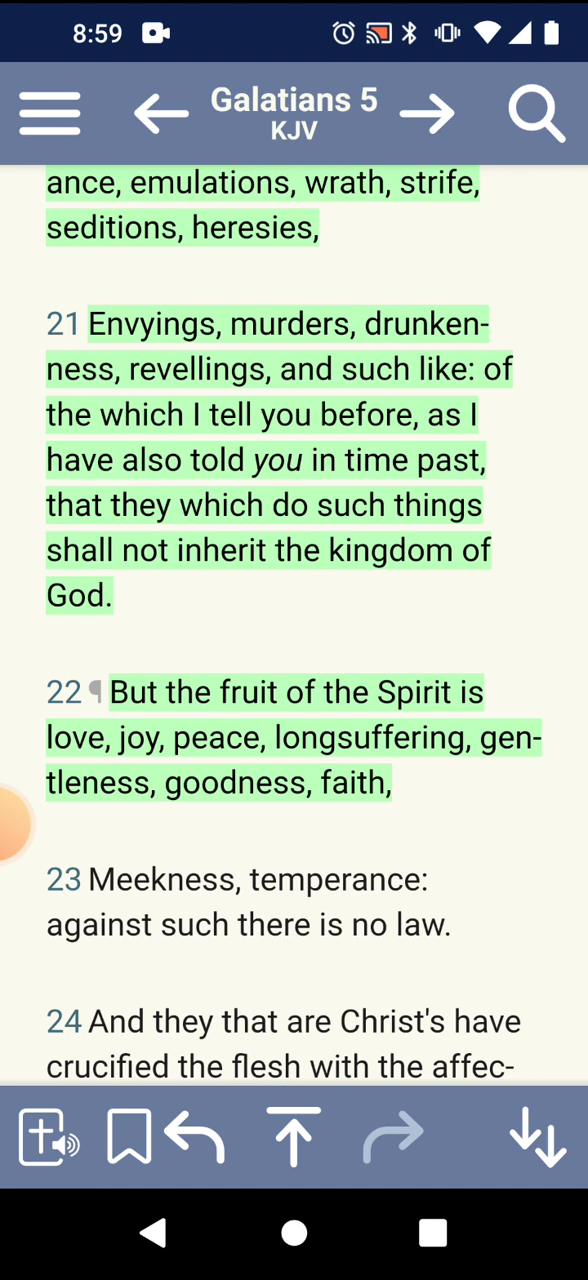 8:59
Galatians 5
KJV
ance, emulations, wrath, strife,
seditions, heresies,
21 Envyings, murders, drunken-
ness, revellings, and such like: of
the which I tell you before, as I
have also told you in time past,
that they which do such things
shall not inherit the kingdom of
God.
22 ¶ But the fruit of the Spirit is
love, joy, peace, longsuffering, gen-
tleness, goodness, faith,
23 Meekness, temperance:
against such there is no law.
24 And they that are Christ's have
crucified the flesh with the affec-